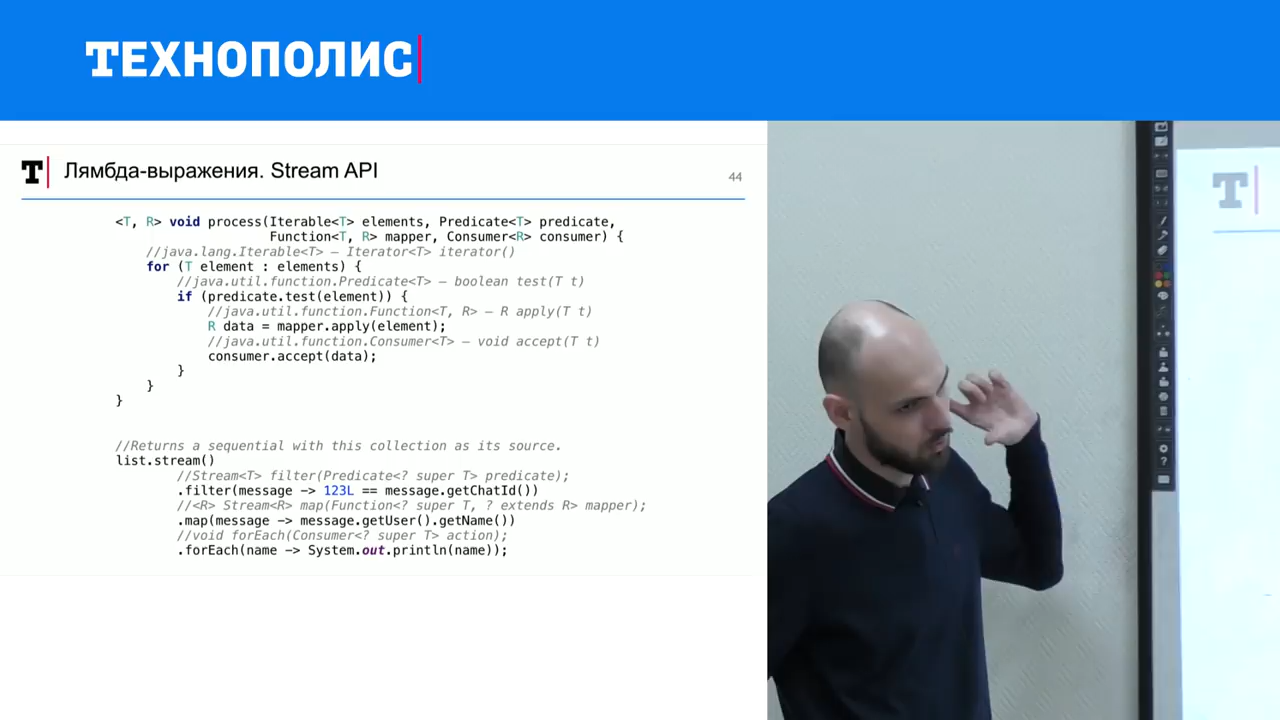 ТЕХНОПОЛИС
T Лямбда-выражения. Stream API
44
<T, R> void process(Iterable<T> elements, Predicate<T> predicate,
Function<T, R> mapper, Consumer<R> consumer) {
//java.lang.Iterable<T> – Iterator<T> iterator()
for (T element : elements) {
//java.util.function.Predicate<T> – boolean test(T t)
if (predicate.test(element)) {
//java.util.function.Function<T, R> – R apply(T t)
R data = mapper.apply(element);
//java.util.function.Consumer<T> – void accept(T t)
consumer.accept(data);
}
}
}
//Returns a sequential with this collection as its source.
list.stream()
//Stream<T> filter(Predicate<? super T> predicate);
.filter(message -> 123L == message.getChatId())
//<R> Stream<R> map(Function<? super T, ? extends R> mapper);
.map(message -> message.getUser().getName())
//void forEach(Consumer<? super T> action);
.forEach(name -> System.out.println(name));
T